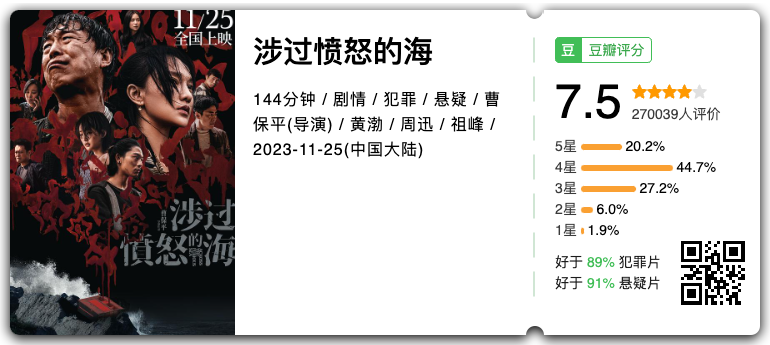 11/25
全国上映
涉过
愤怒的海
曹保平
涉过愤怒的海
144分钟 / 剧情 / 犯罪 / 悬疑 / 曹
保平(导演) / 黄渤 / 周迅 / 祖峰 /
2023-11-25(中国大陆)
豆 豆瓣评分
7.5
270039人评价
5星 20.2%
4星 44.7%
3星 27.2%
2星 6.0%
1星 1.9%
好于 89% 犯罪片
好于 91% 悬疑片